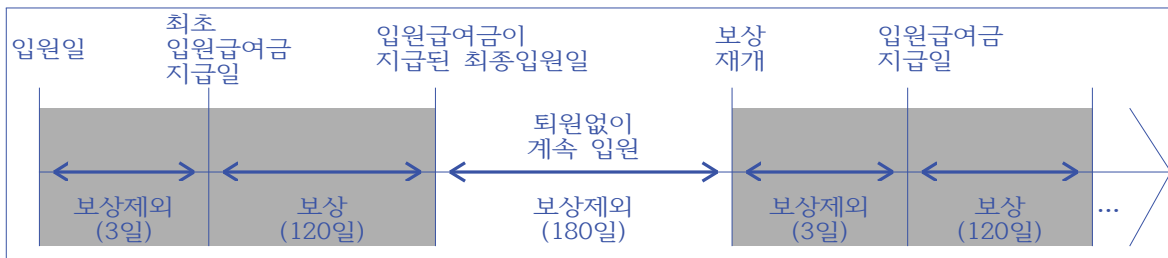 입원일
최초
입원급여금
지급일
입원급여금이
지급된 최종입원일
보상
재개
입원급여금
지급일
퇴원없이
계속 입원
보상제외
(3일)
보상
(120일)
보상제외
(180일)
보상제외
(3일)
보상
(120일)
...